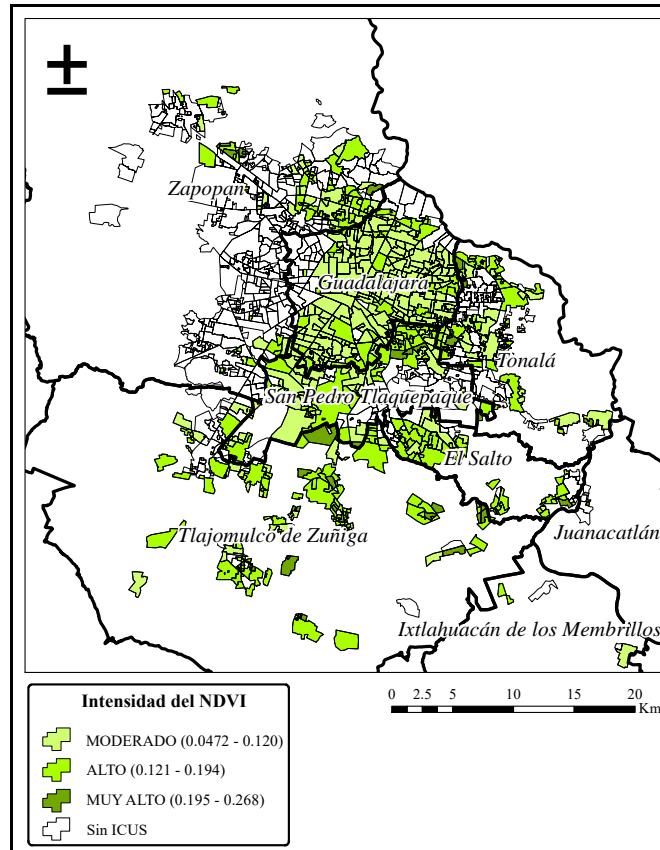 ±
Zapopan
Guadalajara
Tonalá
San Pedro Tlaquepaque
El Salto
Tlajomulco de Zuñiga
Juanacatlán
Ixtlahuacán de los Membrillos
0 2.5 5 10 15 20
Km
Intensidad del NDVI
MODERADO (0.0472 - 0.120)
ALTO (0.121 - 0.194)
MUY ALTO (0.195 - 0.268)
Sin ICUS